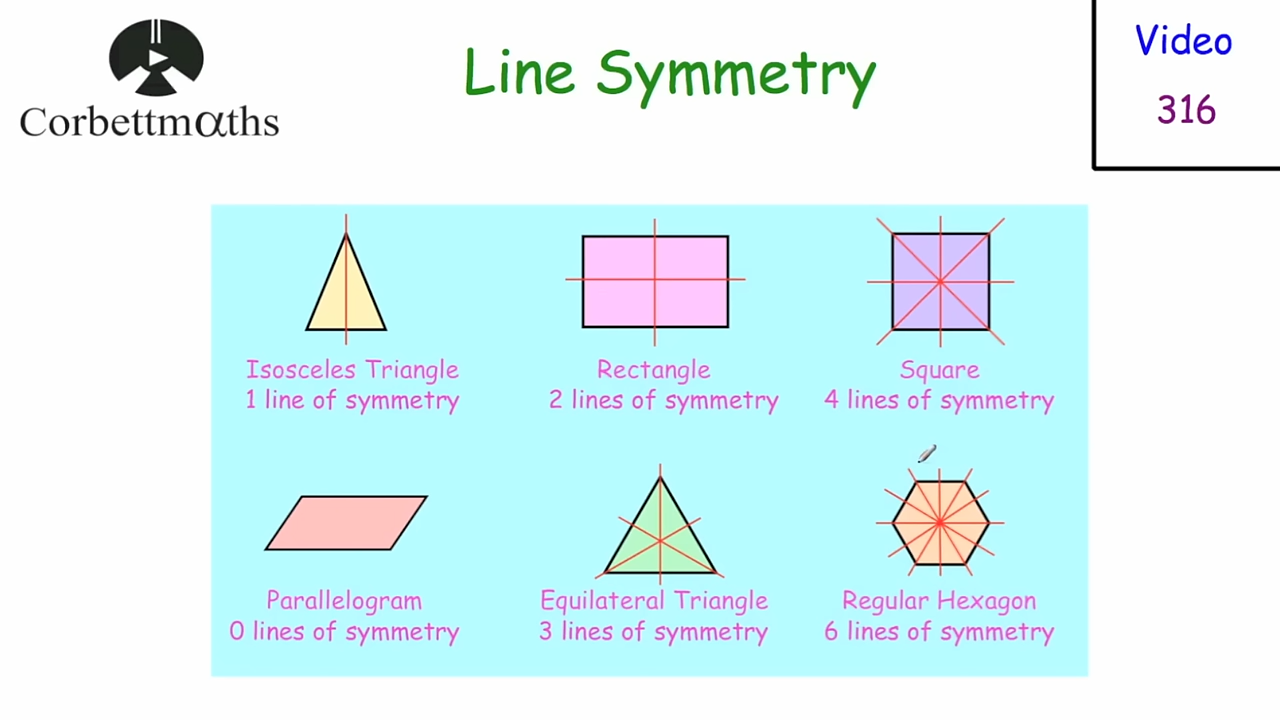 Corbettmαths
Line Symmetry
Video
316
Isosceles Triangle
1 line of symmetry
Rectangle
2 lines of symmetry
Square
4 lines of symmetry
Parallelogram
0 lines of symmetry
Equilateral Triangle
3 lines of symmetry
Regular Hexagon
6 lines of symmetry